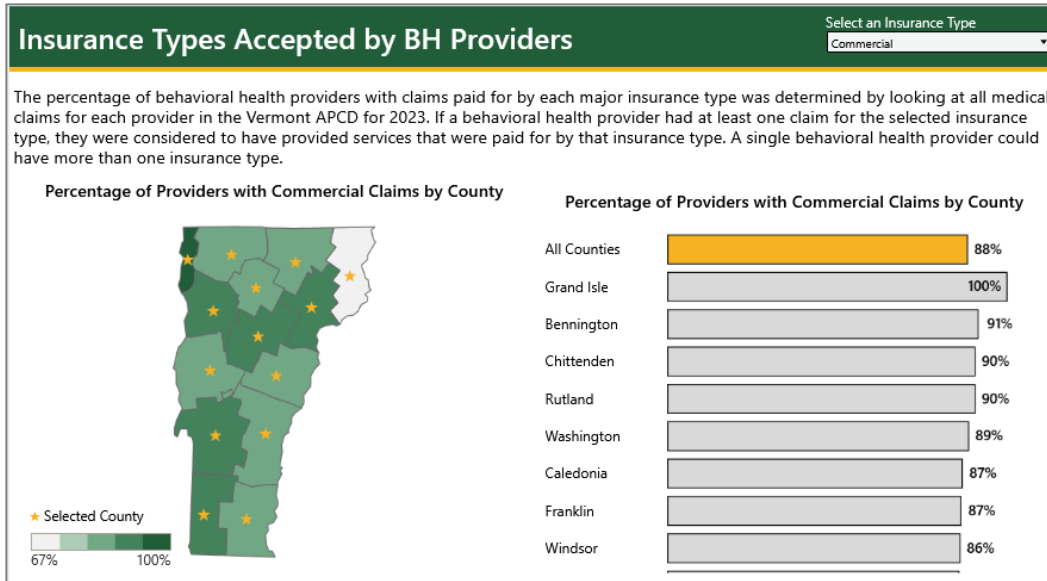 Insurance Types Accepted by BH Providers
Select an Insurance Type
Commercial
The percentage of behavioral health providers with claims paid for by each major insurance type was determined by looking at all medical
claims for each provider in the Vermont APCD for 2023. If a behavioral health provider had at least one claim for the selected insurance
type, they were considered to have provided services that were paid for by that insurance type. A single behavioral health provider could
have more than one insurance type.
Percentage of Providers with Commercial Claims by County
Selected County
67% 100%
Percentage of Providers with Commercial Claims by County
All Counties 88%
Grand Isle 100%
Bennington 91%
Chittenden 90%
Rutland 90%
Washington 89%
Caledonia 87%
Franklin 87%
Windsor 86%